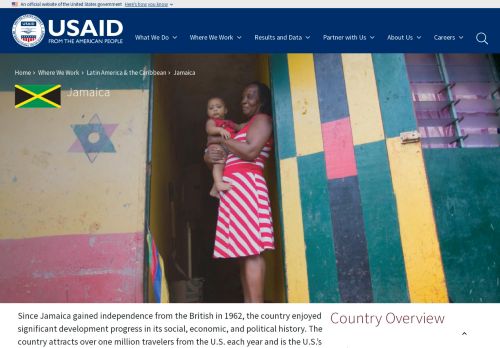 An official website of the United States government Here's how you know
USAID
FROM THE AMERICAN PEOPLE
What We Do Where We Work Results and Data Partner with Us About Us Careers
Home › Where We Work › Latin America & the Caribbean › Jamaica
Jamaica
Since Jamaica gained independence from the British in 1962, the country enjoyed
significant development progress in its social, economic, and political history. The
country attracts over one million travelers from the U.S. each year and is the U.S.'s
Country Overview